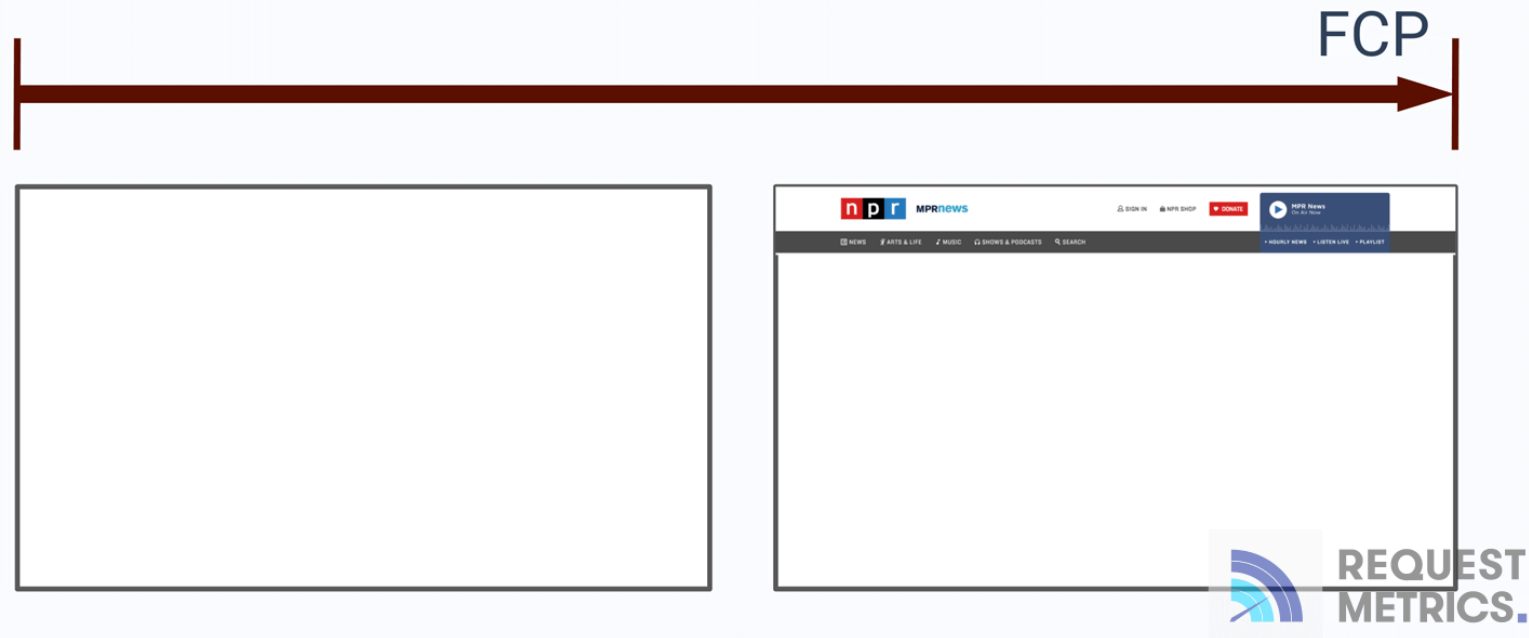 FCP
npr MPRnews SIGN IN NPR SHOP DONATE MPR News
On Air Now
NEWS ARTS & LIFE MUSIC SHOWS & PODCASTS SEARCH + HOURLY NEWS + LISTEN LIVE + PLAYLIST
REQUEST
METRICS.